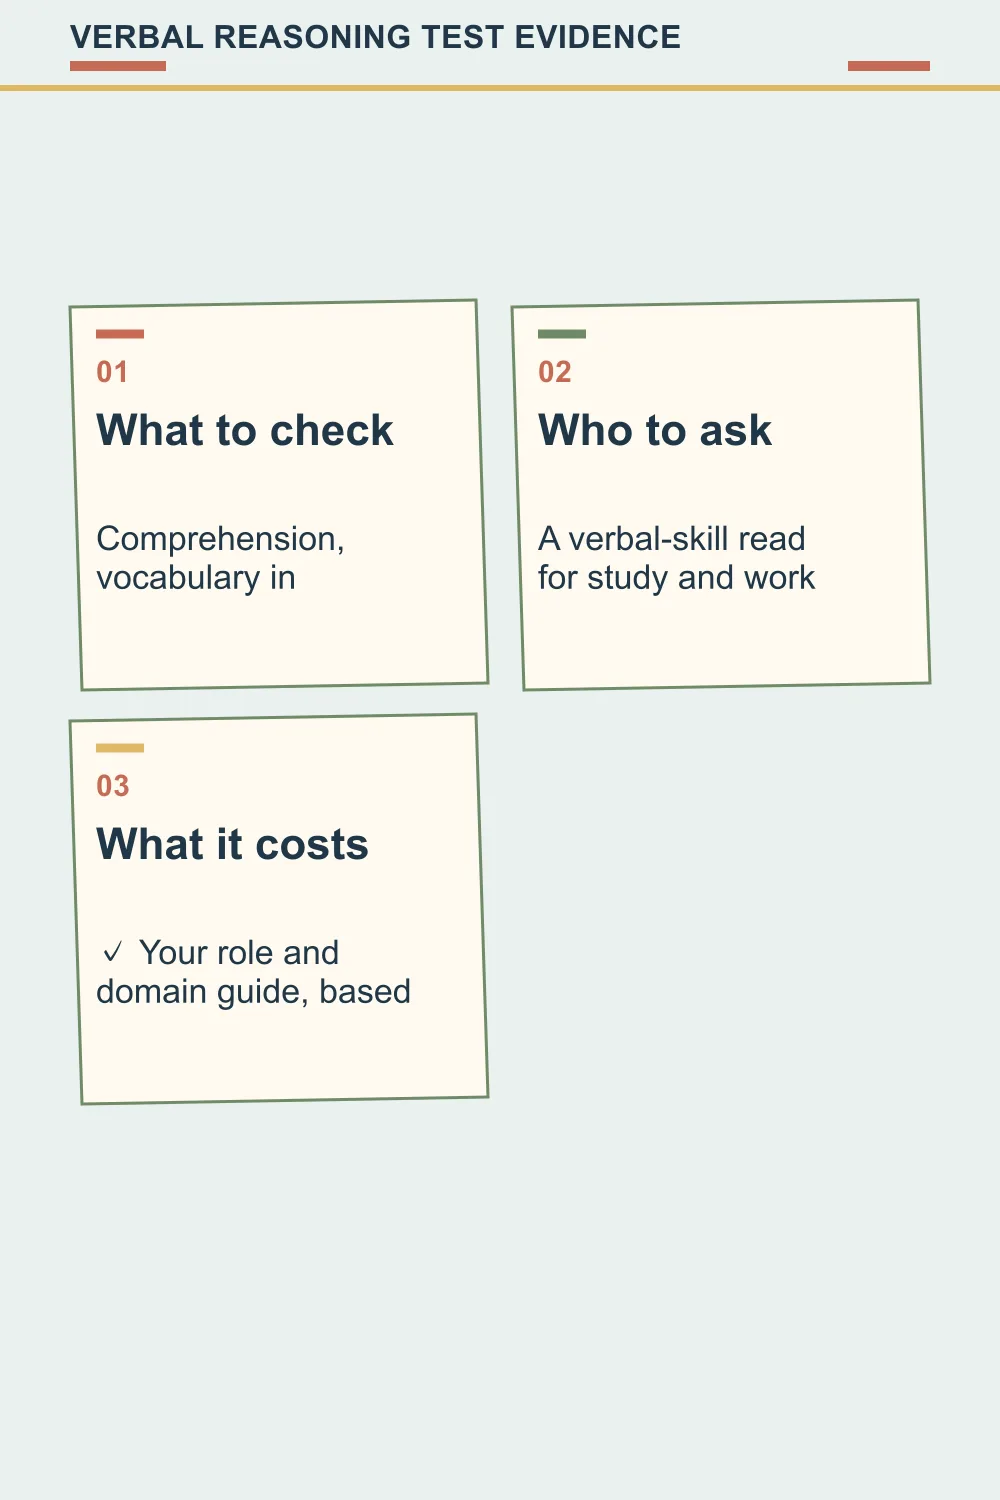 VERBAL REASONING TEST EVIDENCE
01
What to check
Comprehension,
vocabulary in
02
Who to ask
A verbal-skill read
for study and work
03
What it costs
✓ Your role and
domain guide, based